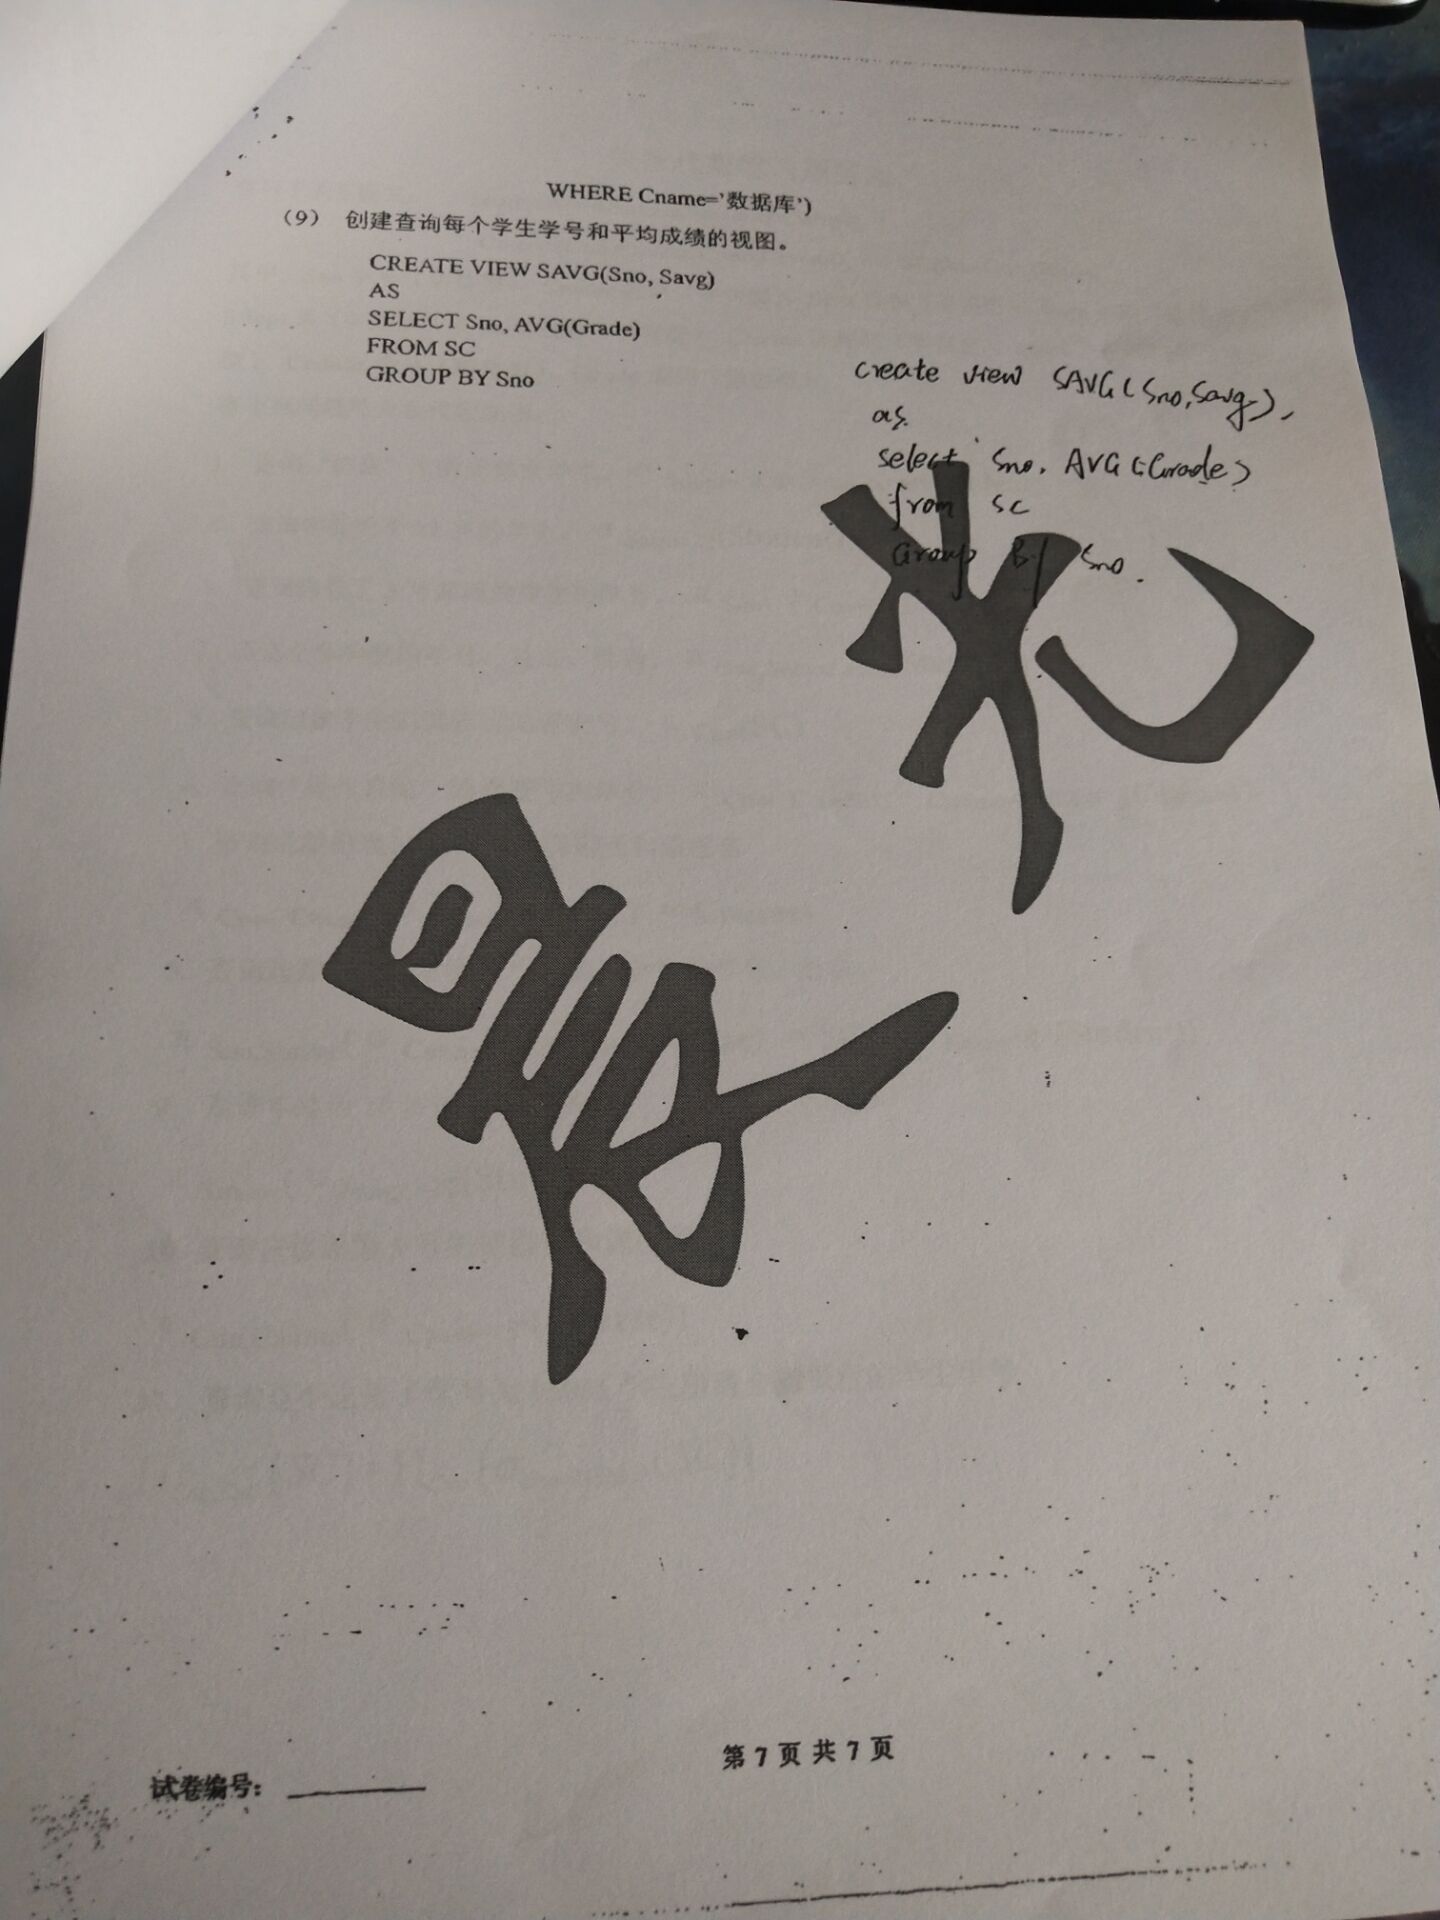 WHERE Cname='数据库')
（9） 创建查询每个学生学号和平均成绩的视图。
CREATE VIEW SAVG(Sno, Savg)
AS
SELECT Sno, AVG(Grade)
FROM SC
GROUP BY Sno
create view SAVG(Sno,Savg),
as
select Sno, AVG(Grade)
from SC
Group By Sno.
第 7 页 共 7 页
试卷编号：